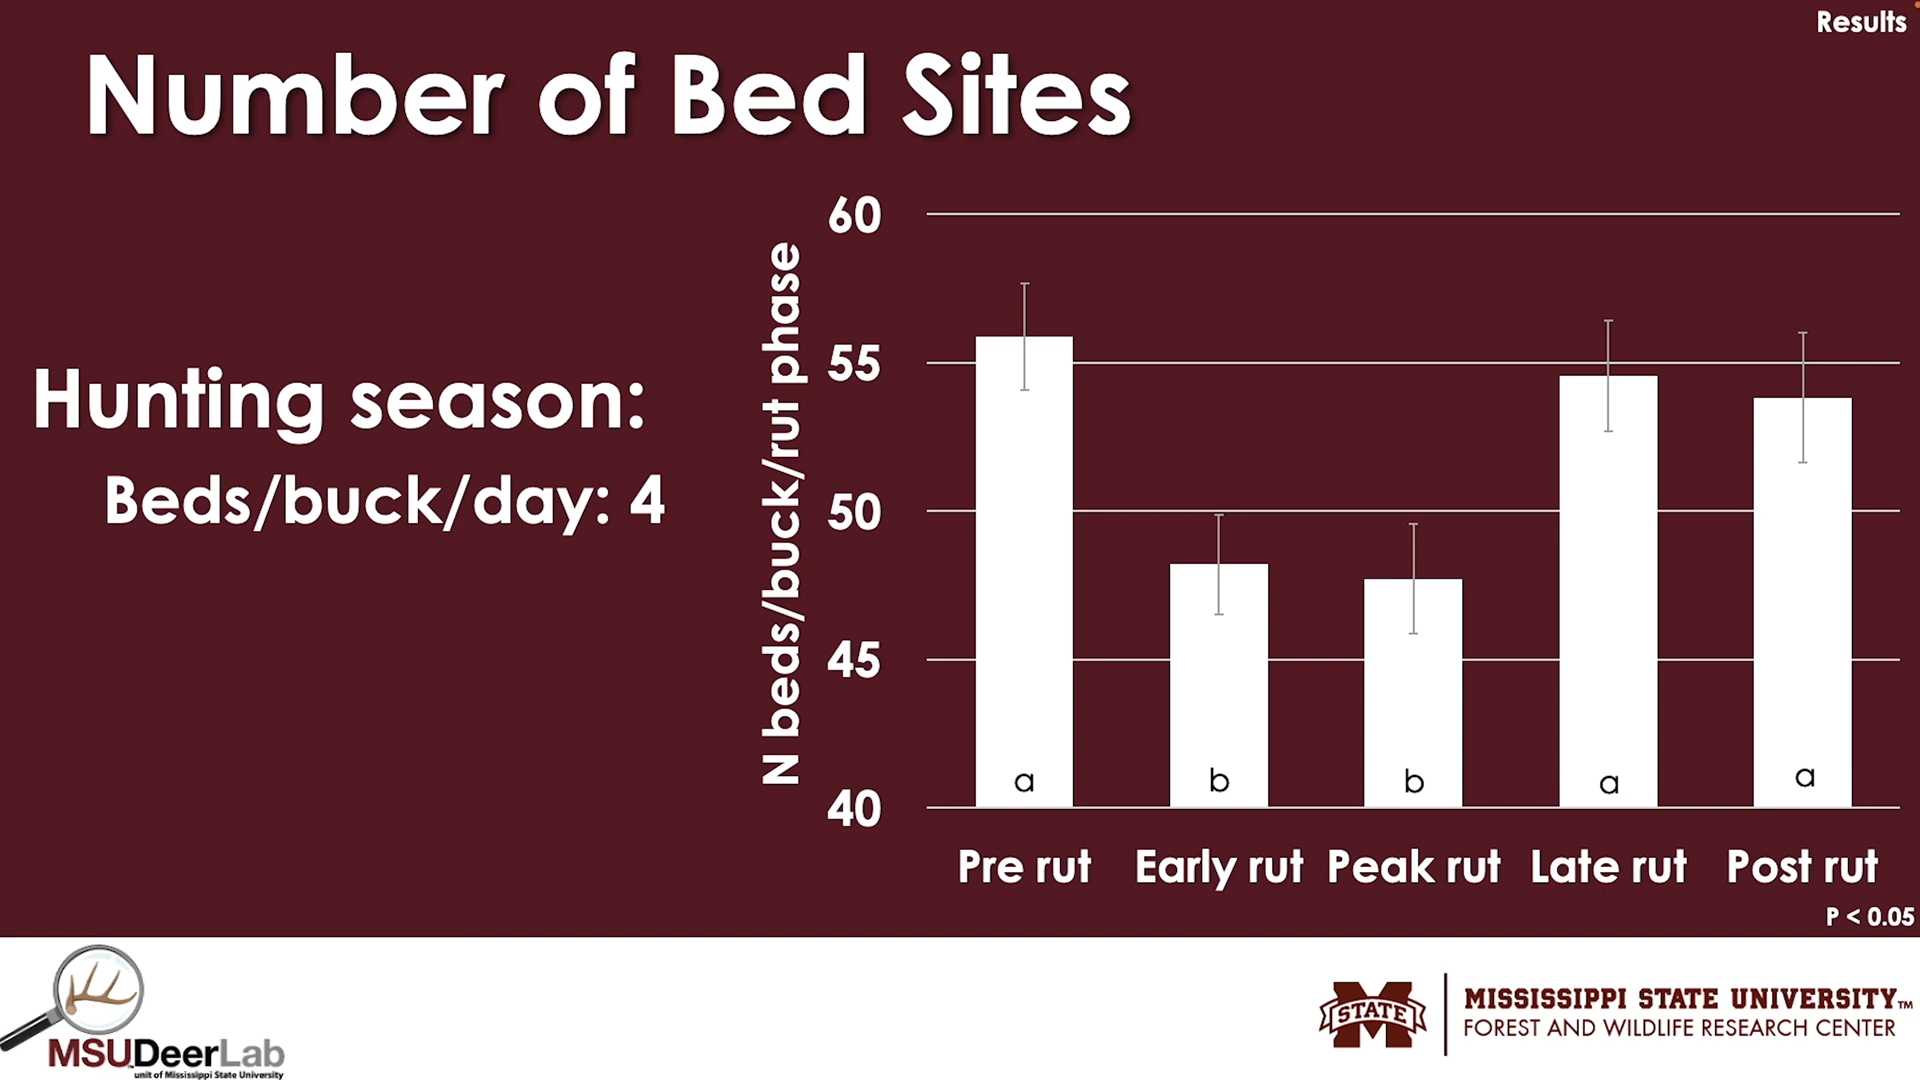 Results
Number of Bed Sites
Hunting season:
Beds/buck/day: 4
N beds/buck/rut phase
60
55
50
45
40
a
b
b
a
a
Pre rut
Early rut
Peak rut
Late rut
Post rut
P < 0.05
MSUDeerLab
unit of Mississippi State University
STATE
MISSISSIPPI STATE UNIVERSITY™
FOREST AND WILDLIFE RESEARCH CENTER